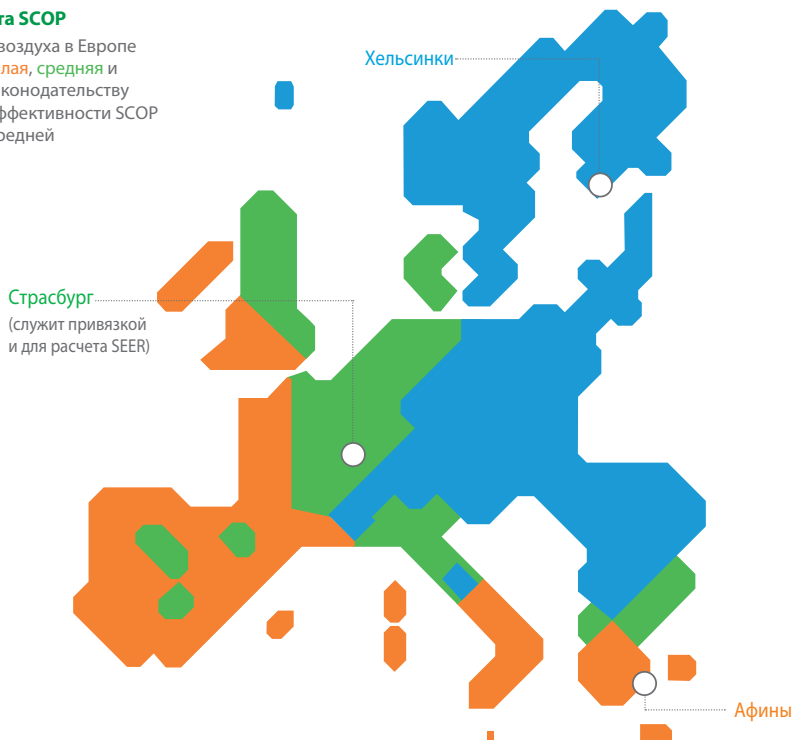 та SCOP
воздуха в Европе
лая, средняя и
конодательству
ффективности SCOP
редней
Хельсинки
Страсбург
(служит привязкой
и для расчета SEER)
Афины